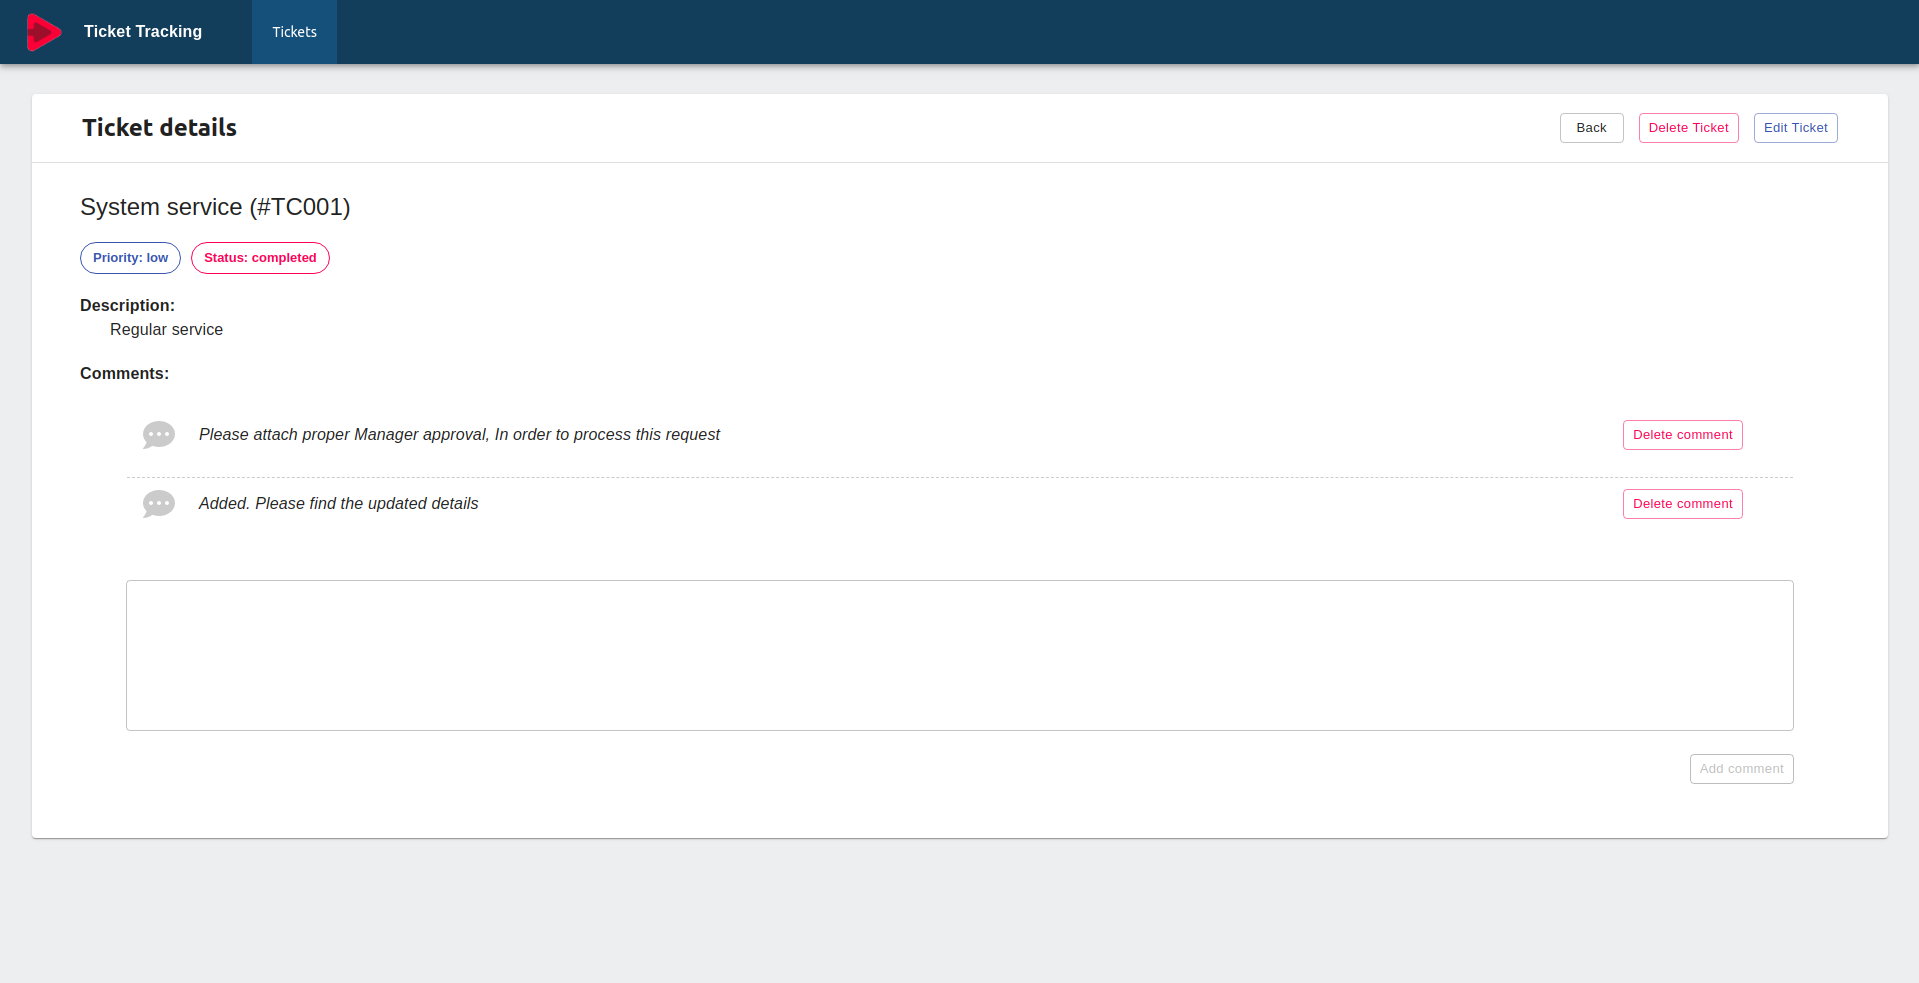 Ticket Tracking
Tickets
Ticket details
Back
Delete Ticket
Edit Ticket
System service (#TC001)
Priority: low
Status: completed
Description:
Regular service
Comments:
Please attach proper Manager approval, In order to process this request
Delete comment
Added. Please find the updated details
Delete comment
Add comment